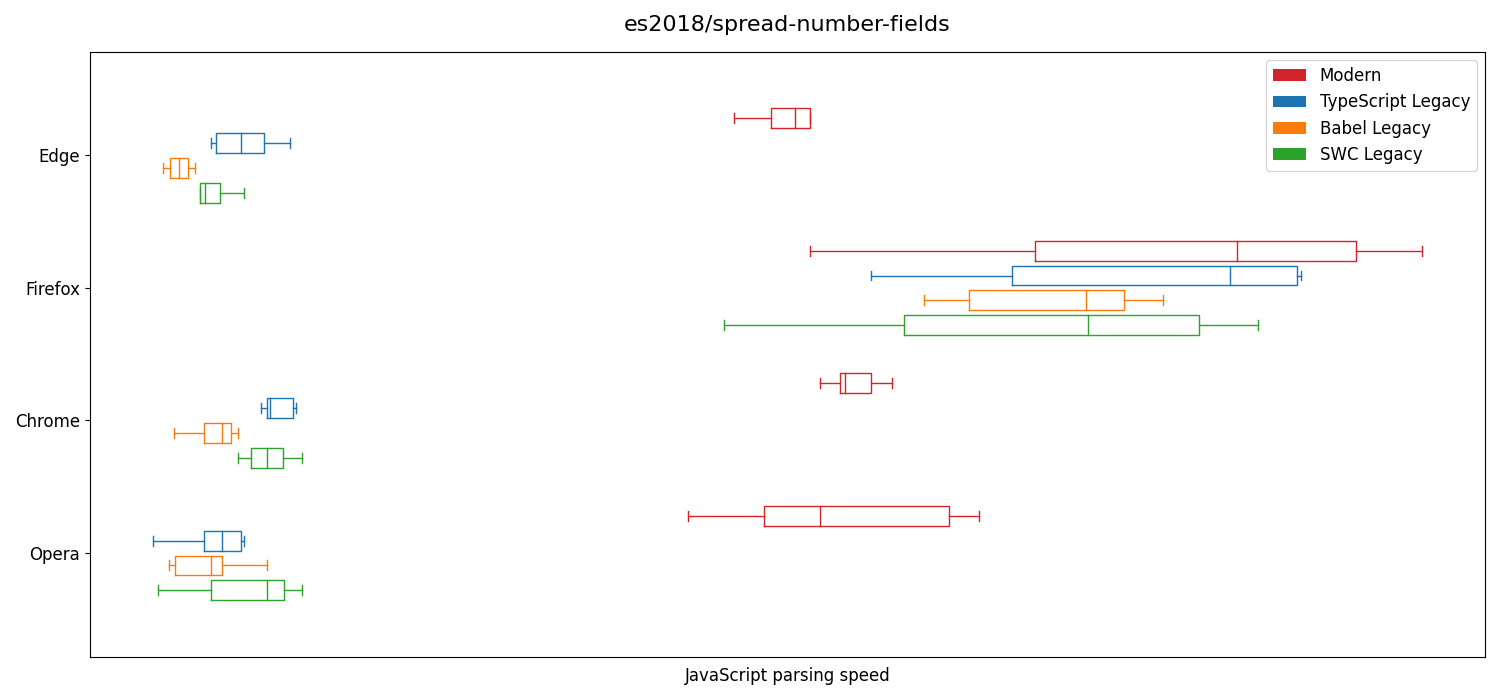 es2018/spread-number-fields
Modern
TypeScript Legacy
Babel Legacy
SWC Legacy
Edge
Firefox
Chrome
Opera
JavaScript parsing speed